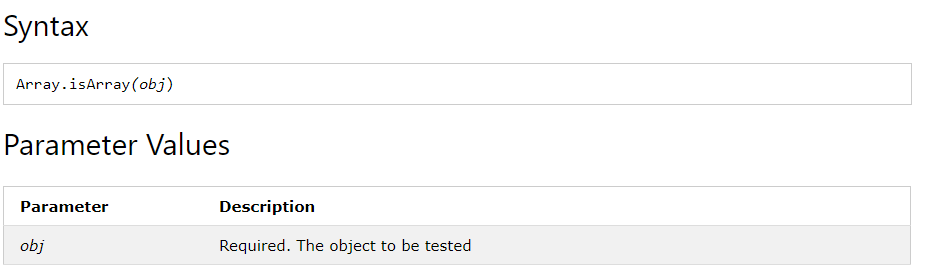 Syntax
Array.isArray(obj)
Parameter Values
Parameter Description
obj Required. The object to be tested